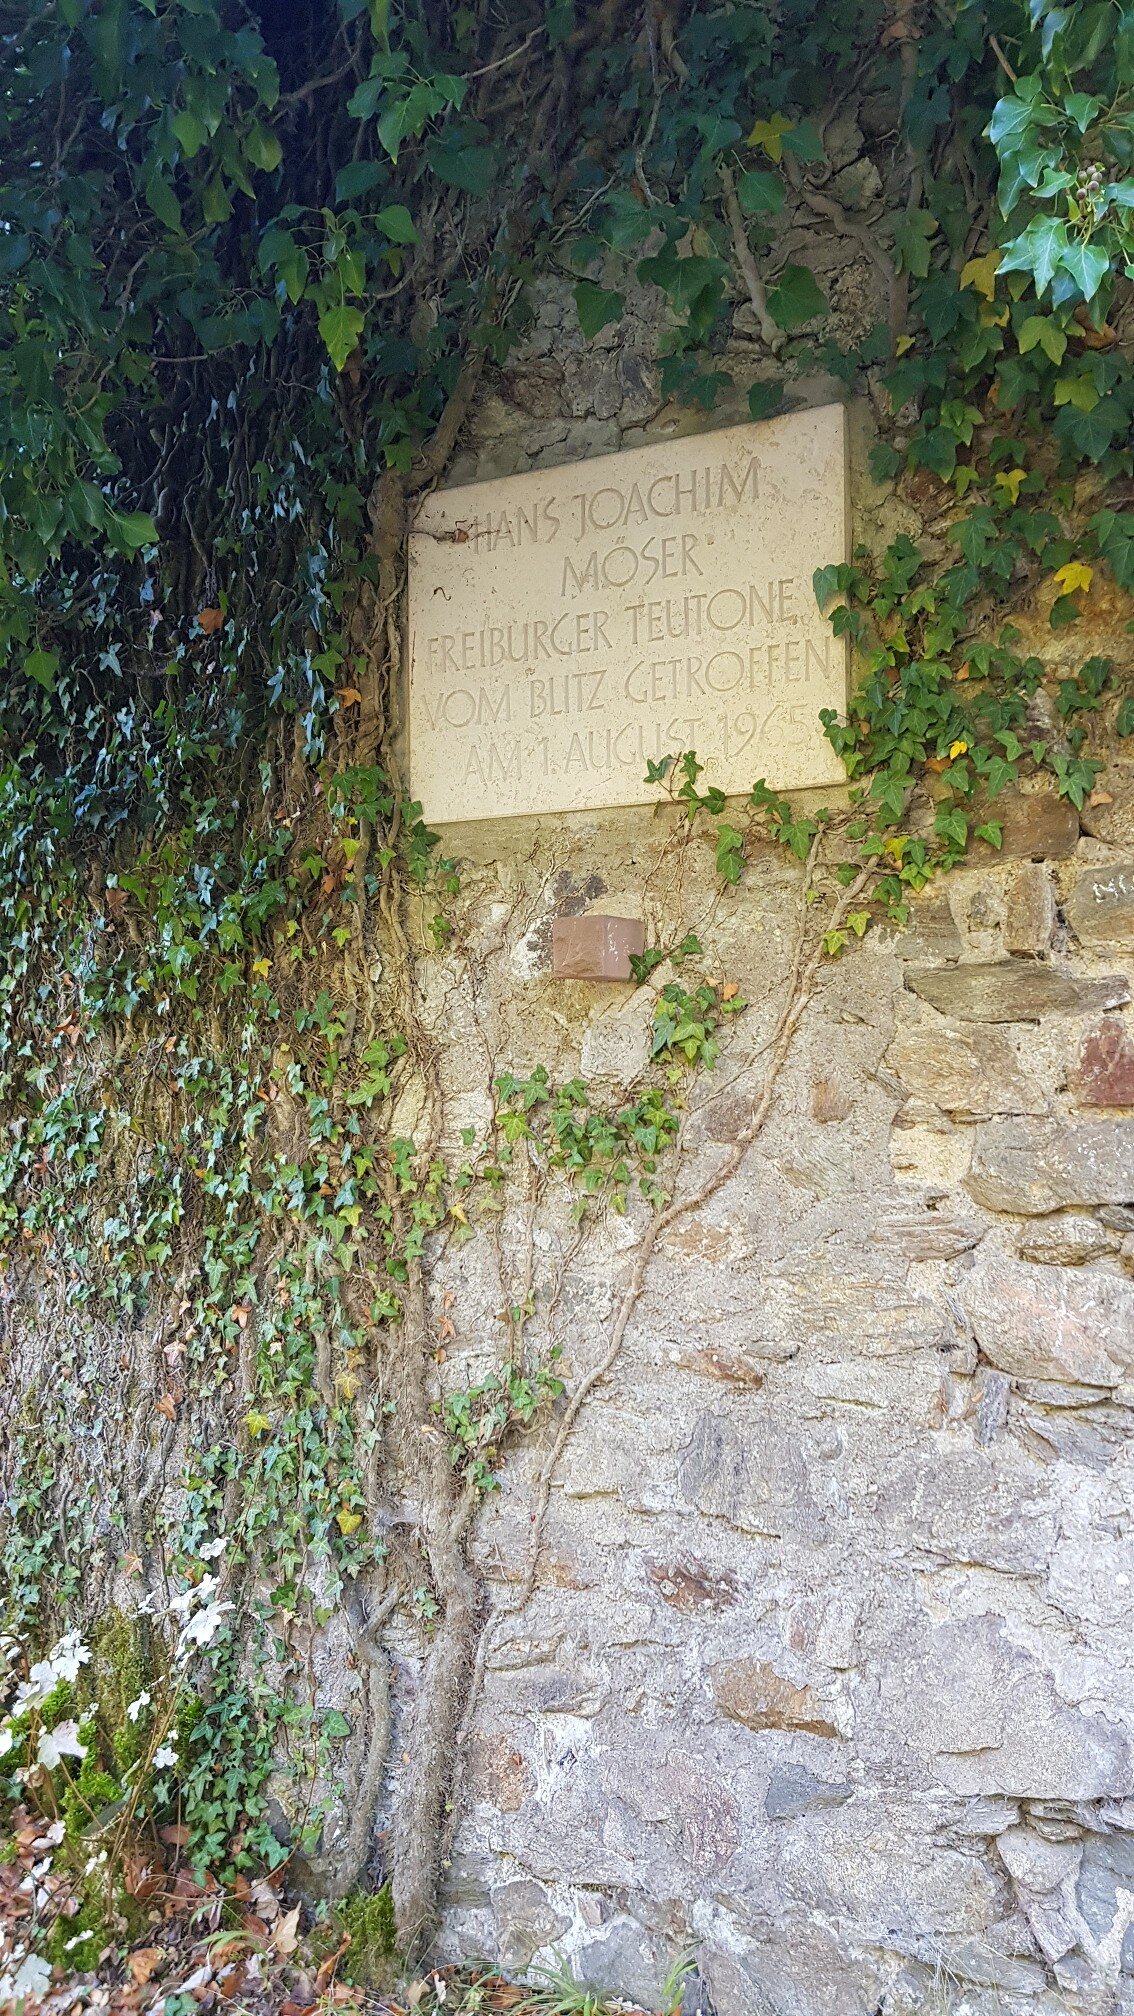 HANS JOACHIM
MÖSER
FREIBURGER TEUTONE
VOM BLITZ GETROFFEN
AM 1. AUGUST 1965